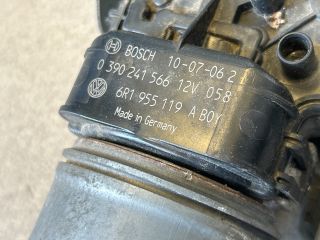 BOSCH 10-07-06 2
0 390 241 566 12V 058
6R1 955 119 A BOY
Made in Germany